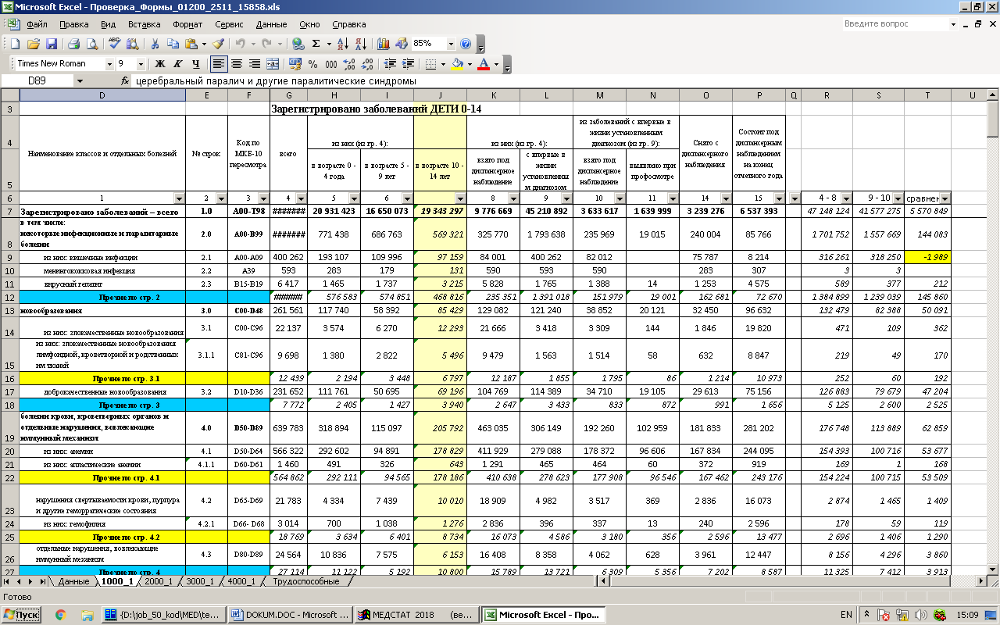 Microsoft Excel - Проверка_Формы_01200_2511_15858.xls
Файл Правка Вид Вставка Формат Сервис Данные Окно Справка Введите вопрос
85%
Times New Roman 9 Ж К Ч
D89 fx церебральный паралич и другие паралитические синдромы
D E F G H I J K L M N O P Q R S T U
3 Зарегистрировано заболеваний ДЕТИ 0-14
4
5
Наименование классов и отдельных болезней
№ строк
Код по МКБ-10 пересмотра
всего
из них (из гр. 4):
в возрасте 0 - 4 года
в возрасте 5 - 9 лет
в возрасте 10 - 14 лет
из них (из гр. 4):
взято под диспансерное наблюдение
с впервые в жизни установленны м диагнозом
из заболеваний с впервые в жизни установленным диагнозом (из гр. 9):
взято под диспансерное наблюдение
выявлено при профосмотре
Снято с диспансерного наблюдения
Состоит под диспансерным наблюдением на конец отчетного года
6 1 2 3 4 5 6 8 9 10 11 14 15 4 - 8 9 - 10 сравнен
7 Зарегистрировано заболеваний – всего 1.0 A00-T98 ####### 20 931 423 16 650 073 19 343 297 9 776 669 45 210 892 3 633 617 1 639 999 3 239 276 6 537 393 47 148 124 41 577 275 5 570 849
8 в том числе: некоторые инфекционные и паразитарные болезни 2.0 A00-B99 ####### 771 438 686 763 569 321 325 770 1 793 638 235 969 19 015 240 004 85 766 1 701 752 1 557 669 144 083
9 из них: кишечные инфекции 2.1 A00-A09 400 262 193 107 109 996 97 159 84 001 400 262 82 012 75 787 8 214 316 261 318 250 -1 989
10 менингококковая инфекция 2.2 A39 593 283 179 131 590 593 590 283 307 3 3
11 вирусный гепатит 2.3 B15-B19 6 417 1 465 1 737 3 215 5 828 1 765 1 388 14 1 253 4 575 589 377 212
12 Прочие по стр. 2 ###### 576 583 574 851 468 816 235 351 1 391 018 151 979 19 001 162 681 72 670 1 384 899 1 239 039 145 860
13 новообразования 3.0 C00-D48 261 561 117 740 58 392 85 429 129 082 121 240 38 852 20 121 32 450 96 632 132 479 82 388 50 091
14 из них: злокачественные новообразования 3.1 C00-C96 22 137 3 574 6 270 12 293 21 666 3 418 3 309 144 1 846 19 820 471 109 362
15 из них: злокачественные новообразования лимфоидной, кроветворной и родственных им тканей 3.1.1 C81-C96 9 698 1 380 2 822 5 496 9 479 1 563 1 514 58 632 8 847 219 49 170
16 Прочие по стр. 3.1 12 439 2 194 3 448 6 797 12 187 1 855 1 795 86 1 214 10 973 252 60 192
17 доброкачественные новообразования 3.2 D10-D36 231 652 111 761 50 695 69 196 104 769 114 389 34 710 19 105 29 613 75 156 126 883 79 679 47 204
18 Прочие по стр. 3 7 772 2 405 1 427 3 940 2 647 3 433 833 872 991 1 656 5 125 2 600 2 525
19 болезни крови, кроветворных органов и отдельные нарушения, вовлекающие иммунный механизм 4.0 D50-D89 639 783 318 894 115 097 205 792 463 035 306 149 192 260 102 959 181 833 281 202 176 748 113 889 62 859
20 из них: анемии 4.1 D50-D64 566 322 292 602 94 891 178 829 411 929 279 088 178 372 96 606 167 834 244 095 154 393 100 716 53 677
21 из них: апластические анемии 4.1.1 D60-D61 1 460 491 326 643 1 291 465 464 60 372 919 169 1 168
22 Прочие по стр. 4.1 564 862 292 111 94 565 178 186 410 638 278 623 177 908 96 546 167 462 243 176 154 224 100 715 53 509
23 нарушения свертываемости крови, пурпура и другие геморрагические состояния 4.2 D65-D69 21 783 4 334 7 439 10 010 18 909 4 982 3 517 369 2 836 16 073 2 874 1 465 1 409
24 из них: гемофилия 4.2.1 D66- D68 3 014 700 1 038 1 276 2 836 396 337 13 240 2 596 178 59 119
25 Прочие по стр. 4.2 18 769 3 634 6 401 8 734 16 073 4 586 3 180 356 2 596 13 477 2 696 1 406 1 290
26 отдельные нарушения, вовлекающие иммунный механизм 4.3 D80-D89 24 564 10 836 7 575 6 153 16 408 8 358 4 062 628 3 961 12 447 8 156 4 296 3 860
27 Прочие по стр. 4 27 114 11 122 5 192 10 800 15 789 13 721 6 309 5 356 7 202 8 587 11 325 7 412 3 913
Данные 1000_1 2000_1 3000_1 4000_1 Трудоспособные
Готово
Пуск {D:\job_50_kod\MED\te... DOKUM.DOC - Microsoft ... МЕДСТАТ 2018 (ве... Microsoft Excel - Про... EN 15:09